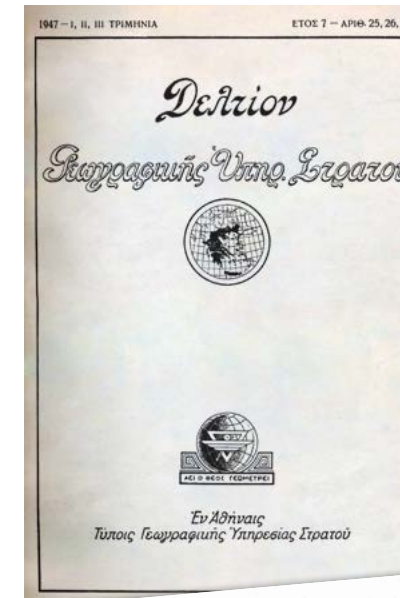 1947 — I, II, III ΤΡΙΜΗΝΙΑ
ΕΤΟΣ 7 — ΑΡΙΘ. 25, 26,
Δελτίον
Γεωγραφικῆς Ὑπηρ. Στρατοῦ
ΑΕΙ Ο ΘΕΟΣ ΓΕΩΜΕΤΡΕΙ
Ἐν Ἀθήναις
Τύποις Γεωγραφικῆς Ὑπηρεσίας Στρατοῦ